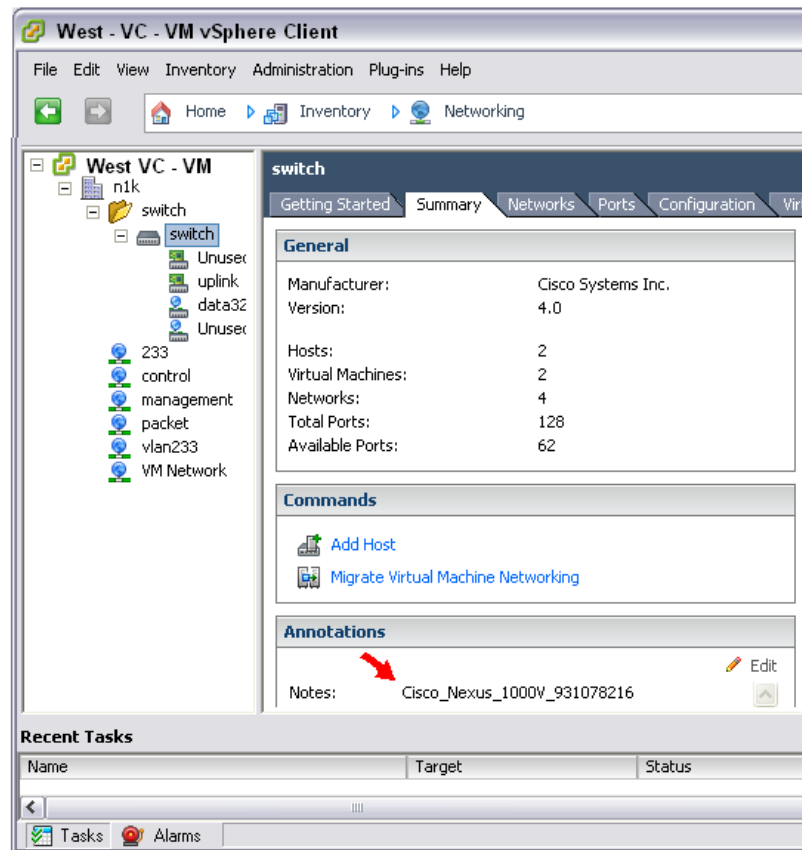 West - VC - VM vSphere Client
File Edit View Inventory Administration Plug-ins Help
Home Inventory Networking
West VC - VM
n1k
switch
switch
Unused
uplink
data32
Unused
233
control
management
packet
vlan233
VM Network
switch
Getting Started Summary Networks Ports Configuration Vir
General
Manufacturer: Cisco Systems Inc.
Version: 4.0
Hosts: 2
Virtual Machines: 2
Networks: 4
Total Ports: 128
Available Ports: 62
Commands
Add Host
Migrate Virtual Machine Networking
Annotations
Edit
Notes: Cisco_Nexus_1000V_931078216
Recent Tasks
Name Target Status
Tasks Alarms